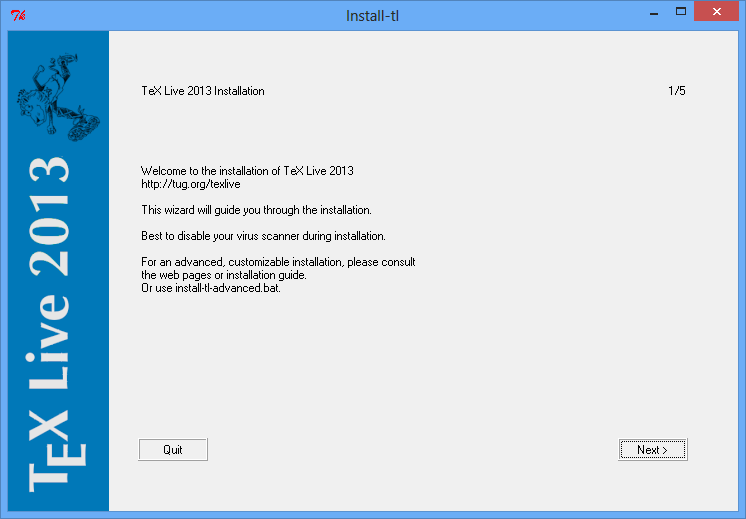 Install-tl
TeX Live 2013
TeX Live 2013 Installation
1/5
Welcome to the installation of TeX Live 2013
http://tug.org/texlive
This wizard will guide you through the installation.
Best to disable your virus scanner during installation.
For an advanced, customizable installation, please consult
the web pages or installation guide.
Or use install-tl-advanced.bat.
Quit
Next >